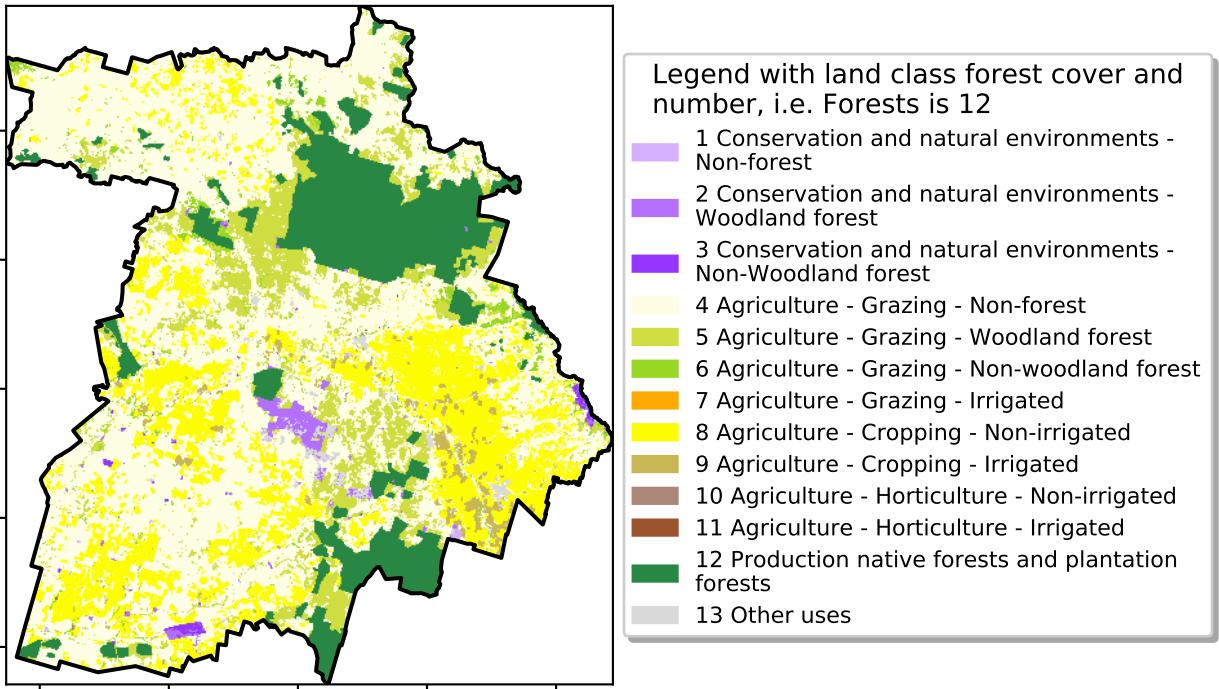 Legend with land class forest cover and
number, i.e. Forests is 12
1 Conservation and natural environments -
Non-forest
2 Conservation and natural environments -
Woodland forest
3 Conservation and natural environments -
Non-Woodland forest
4 Agriculture - Grazing - Non-forest
5 Agriculture - Grazing - Woodland forest
6 Agriculture - Grazing - Non-woodland forest
7 Agriculture - Grazing - Irrigated
8 Agriculture - Cropping - Non-irrigated
9 Agriculture - Cropping - Irrigated
10 Agriculture - Horticulture - Non-irrigated
11 Agriculture - Horticulture - Irrigated
12 Production native forests and plantation
forests
13 Other uses